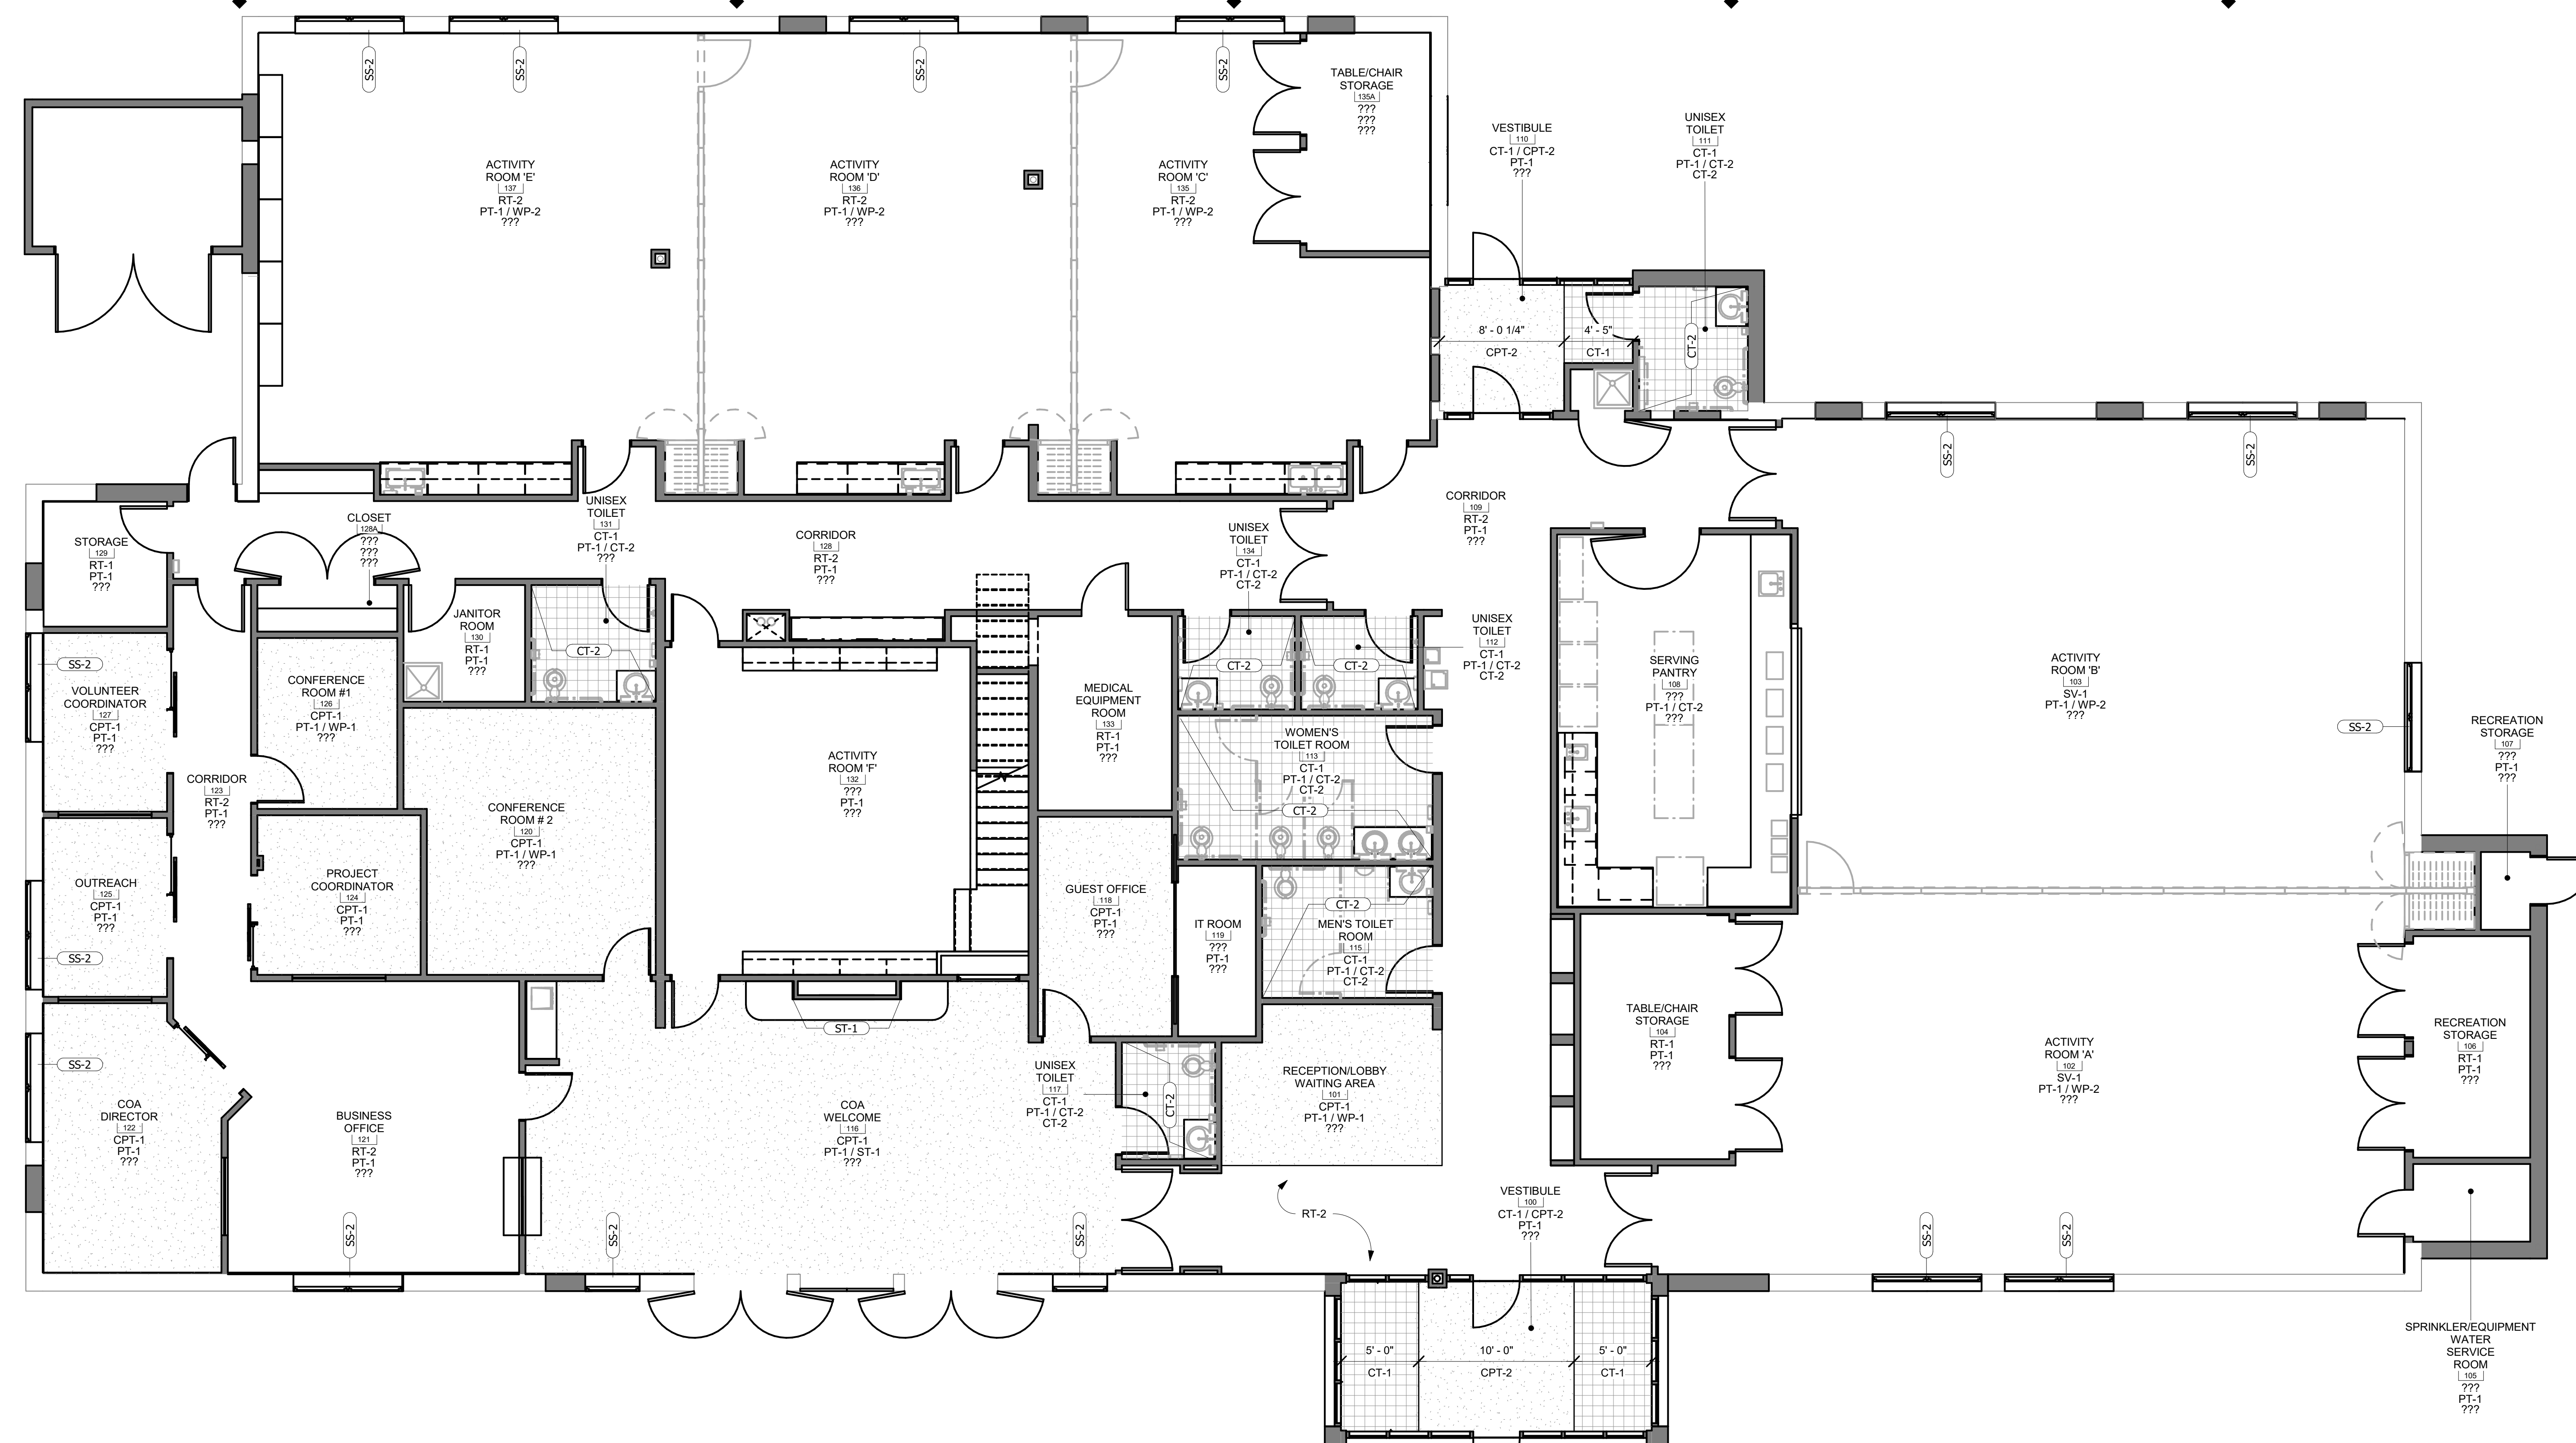 SS-2
SS-2
SS-2
SS-2
TABLE/CHAIR
STORAGE
135A
???
???
???
VESTIBULE
110
CT-1 / CPT-2
PT-1
???
UNISEX
TOILET
111
CT-1
PT-1 / CT-2
CT-2
ACTIVITY
ROOM 'E'
137
RT-2
PT-1 / WP-2
???
ACTIVITY
ROOM 'D'
136
RT-2
PT-1 / WP-2
???
ACTIVITY
ROOM 'C'
135
RT-2
PT-1 / WP-2
???
8' - 0 1/4"
CPT-2
4' - 5"
CT-1
CT-2
SS-2
SS-2
STORAGE
129
RT-1
PT-1
???
CLOSET
128A
???
???
???
UNISEX
TOILET
131
CT-1
PT-1 / CT-2
???
CORRIDOR
128
RT-2
PT-1
???
UNISEX
TOILET
134
CT-1
PT-1 / CT-2
CT-2
CORRIDOR
109
RT-2
PT-1
???
JANITOR
ROOM
130
RT-1
PT-1
???
CT-2
CT-2
CT-2
UNISEX
TOILET
112
CT-1
PT-1 / CT-2
CT-2
SS-2
VOLUNTEER
COORDINATOR
127
CPT-1
PT-1
???
CONFERENCE
ROOM #1
126
CPT-1
PT-1 / WP-1
???
MEDICAL
EQUIPMENT
ROOM
133
RT-1
PT-1
???
SERVING
PANTRY
108
???
PT-1 / CT-2
???
ACTIVITY
ROOM 'B'
103
SV-1
PT-1 / WP-2
???
SS-2
RECREATION
STORAGE
107
???
PT-1
???
WOMEN'S
TOILET ROOM
113
CT-1
PT-1 / CT-2
CT-2
CT-2
CORRIDOR
123
RT-2
PT-1
???
CONFERENCE
ROOM # 2
120
CPT-1
PT-1 / WP-1
???
ACTIVITY
ROOM 'F'
132
???
PT-1
???
OUTREACH
125
CPT-1
PT-1
???
SS-2
PROJECT
COORDINATOR
124
CPT-1
PT-1
???
GUEST OFFICE
118
CPT-1
PT-1
???
IT ROOM
119
???
PT-1
???
CT-2
MEN'S TOILET
ROOM
115
CT-1
PT-1 / CT-2
CT-2
ST-1
SS-2
COA
DIRECTOR
122
CPT-1
PT-1
???
BUSINESS
OFFICE
121
RT-2
PT-1
???
COA
WELCOME
116
CPT-1
PT-1 / ST-1
???
UNISEX
TOILET
117
CT-1
PT-1 / CT-2
CT-2
CT-2
RECEPTION/LOBBY
WAITING AREA
101
CPT-1
PT-1 / WP-1
???
TABLE/CHAIR
STORAGE
104
RT-1
PT-1
???
ACTIVITY
ROOM 'A'
102
SV-1
PT-1 / WP-2
???
RECREATION
STORAGE
106
RT-1
PT-1
???
SS-2
SS-2
SS-2
RT-2
VESTIBULE
100
CT-1 / CPT-2
PT-1
???
SS-2
SS-2
5' - 0"
CT-1
10' - 0"
CPT-2
5' - 0"
CT-1
SPRINKLER/EQUIPMENT
WATER
SERVICE
ROOM
105
???
PT-1
???